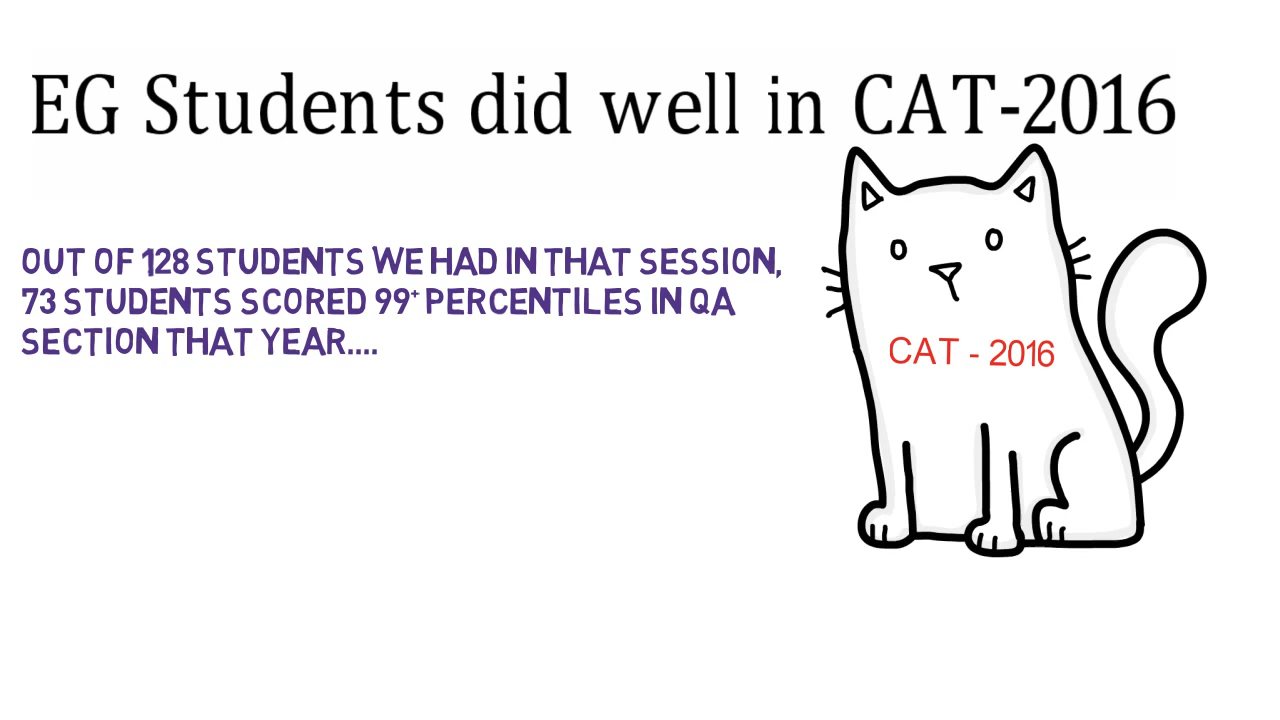 EG Students did well in CAT-2016
OUT OF 128 STUDENTS WE HAD IN THAT SESSION,
73 STUDENTS SCORED 99⁺ PERCENTILES IN QA
SECTION THAT YEAR....
CAT - 2016